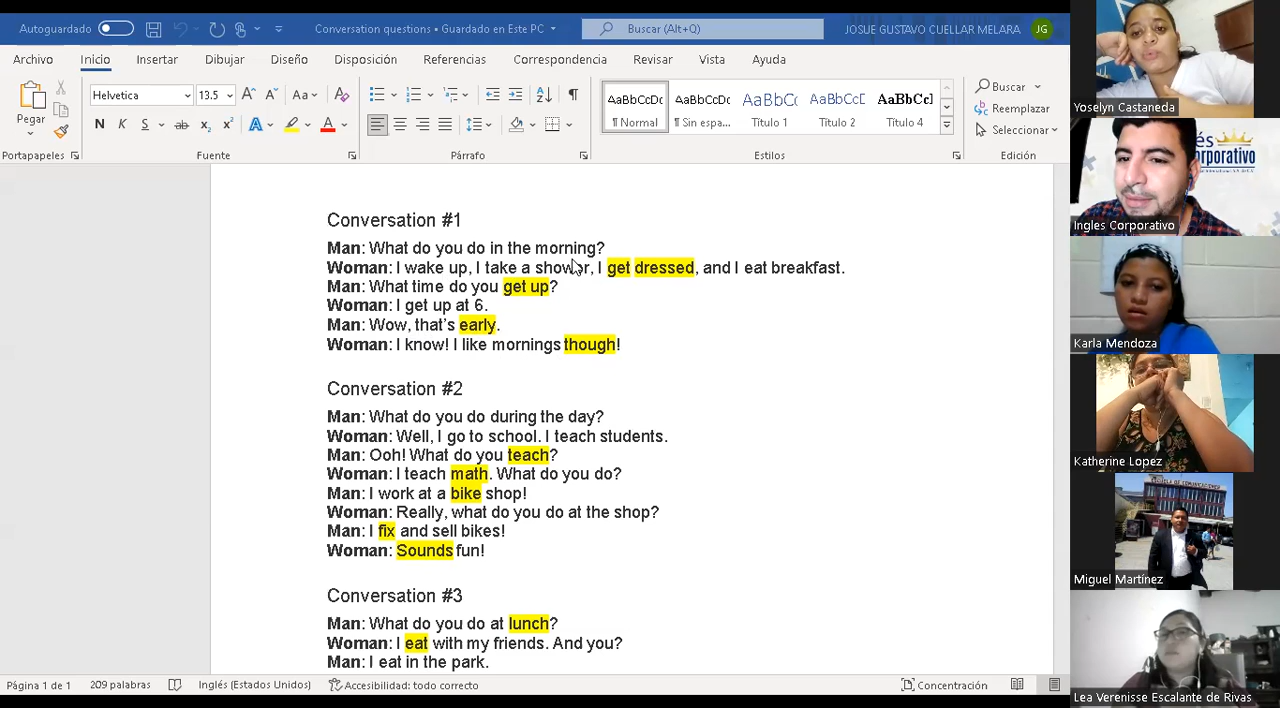 Autoguardado
Conversation questions • Guardado en Este PC
Buscar (Alt+Q)
JOSUE GUSTAVO CUELLAR MELARA
JG
Archivo Inicio Insertar Dibujar Diseño Disposición Referencias Correspondencia Revisar Vista Ayuda
Pegar
Helvetica 13.5
Aa
N K S ab x₂ x² A A
AaBbCcDc AaBbCcDc AaBbCc AaBbCcD AaBbCcI
¶ Normal ¶ Sin espa... Título 1 Título 2 Título 4
Buscar
Reemplazar
Seleccionar
Portapapeles Fuente Párrafo Estilos Edición
Conversation #1
Man: What do you do in the morning?
Woman: I wake up, I take a shower, I get dressed, and I eat breakfast.
Man: What time do you get up?
Woman: I get up at 6.
Man: Wow, that's early.
Woman: I know! I like mornings though!
Conversation #2
Man: What do you do during the day?
Woman: Well, I go to school. I teach students.
Man: Ooh! What do you teach?
Woman: I teach math. What do you do?
Man: I work at a bike shop!
Woman: Really, what do you do at the shop?
Man: I fix and sell bikes!
Woman: Sounds fun!
Conversation #3
Man: What do you do at lunch?
Woman: I eat with my friends. And you?
Man: I eat in the park.
Página 1 de 1 209 palabras Inglés (Estados Unidos) Accesibilidad: todo correcto Concentración
Yoselyn Castaneda
és
orporativo
Ingles Corporativo
Karla Mendoza
Katherine Lopez
Miguel Martínez
Lea Verenisse Escalante de Rivas